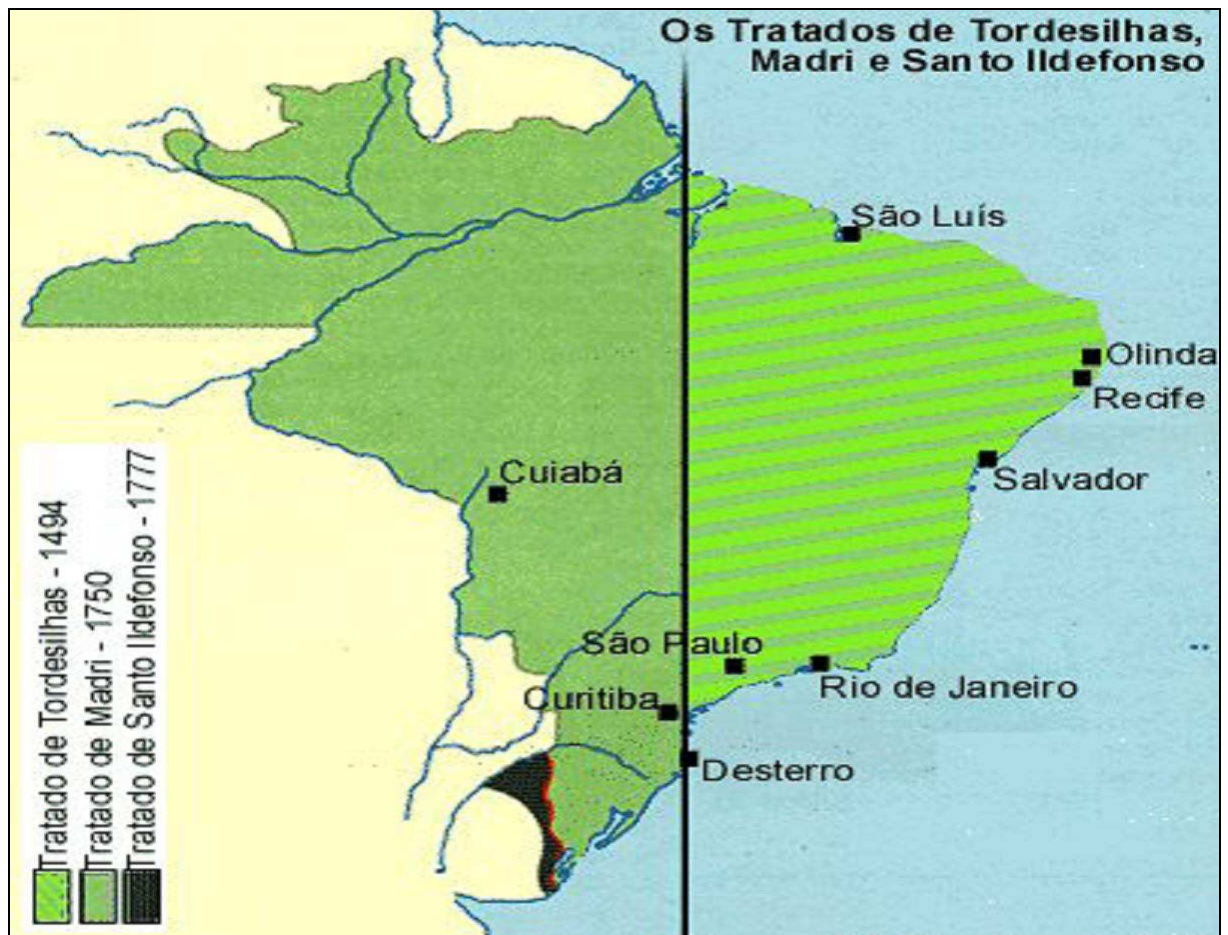 Os Tratados de Tordesilhas,
Madri e Santo Ildefonso
São Luís
Olinda
Recife
Cuiabá
Salvador
São Paulo
Rio de Janeiro
Curitiba
Desterro
Tratado de Tordesilhas - 1494
Tratado de Madri - 1750
Tratado de Santo Ildefonso - 1777